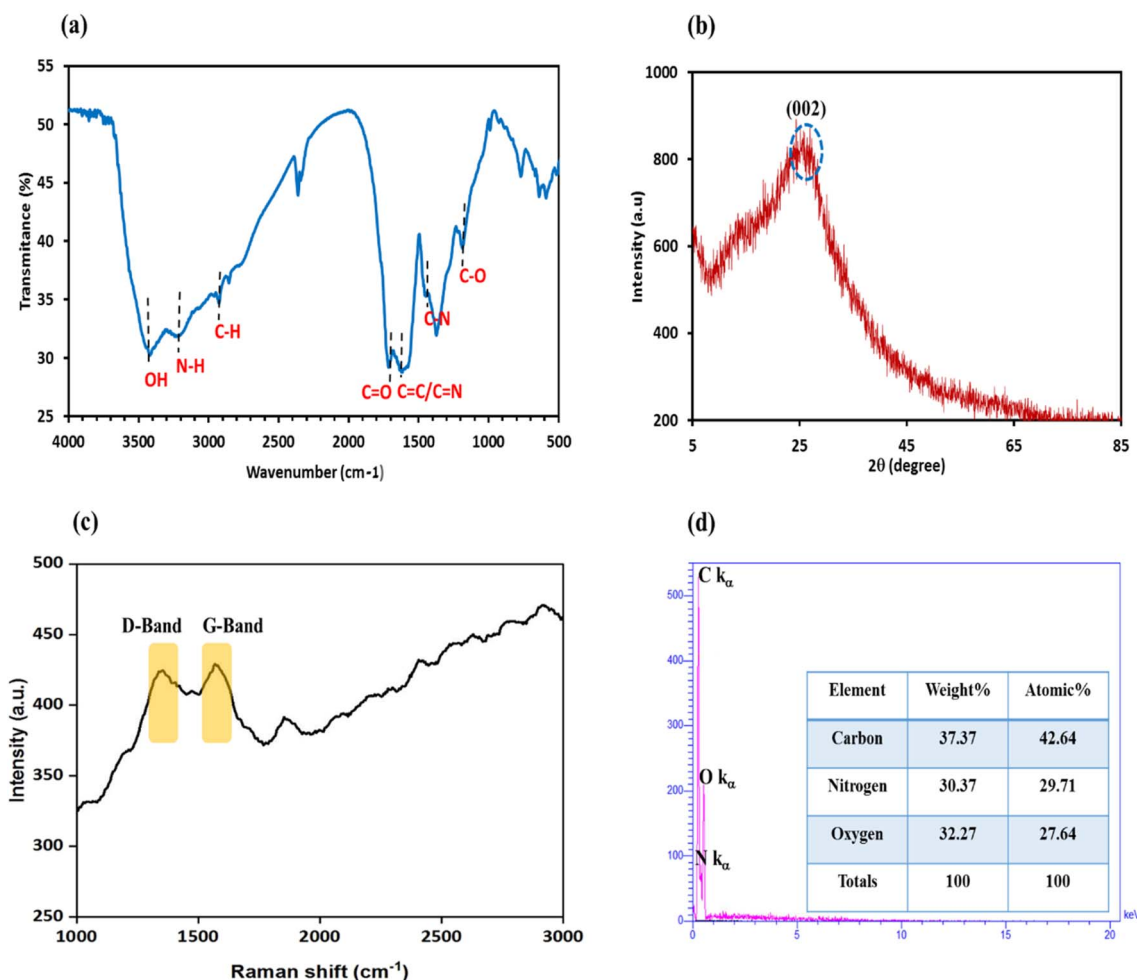 (a)
55
50
45
40
35
30
25
Transmitance (%)
OH
N-H
C-H
C=O
C=C/C=N
C-N
C-O
4000 3500 3000 2500 2000 1500 1000 500
Wavenumber (cm-1)
(b)
1000
800
600
400
200
Intensity (a.u)
(002)
5 25 45 65 85
2θ (degree)
(c)
500
450
400
350
300
250
Intensity (a.u.)
D-Band G-Band
1000 1500 2000 2500 3000
Raman shift (cm⁻¹)
(d)
500
400
300
200
100
0
C kα
O kα
N kα
Element Weight% Atomic%
Carbon 37.37 42.64
Nitrogen 30.37 29.71
Oxygen 32.27 27.64
Totals 100 100
0 5 10 15 20